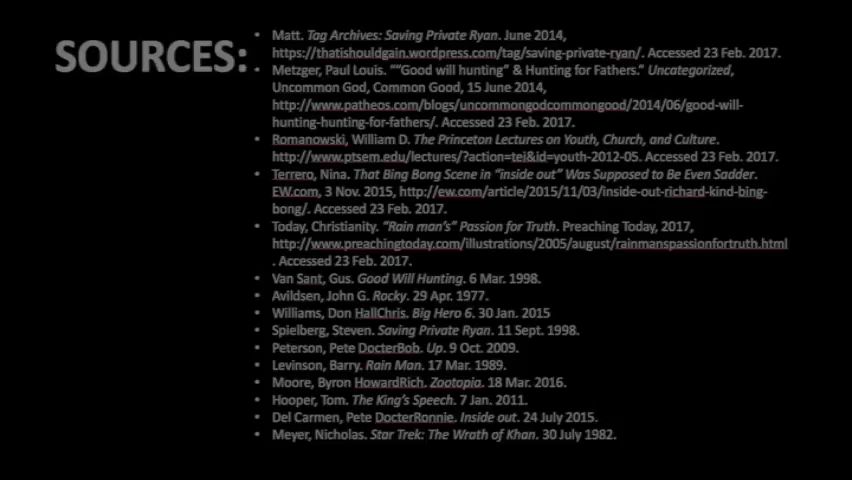 SOURCES:
• Matt. Tag Archives: Saving Private Ryan. June 2014,
https://thatishouldgain.wordpress.com/tag/saving-private-ryan/. Accessed 23 Feb. 2017.
• Metzger, Paul Louis. ““Good will hunting” & Hunting for Fathers.” Uncategorized,
Uncommon God, Common Good, 15 June 2014,
http://www.patheos.com/blogs/uncommongodcommongood/2014/06/good-will-
hunting-hunting-for-fathers/. Accessed 23 Feb. 2017.
• Romanowski, William D. The Princeton Lectures on Youth, Church, and Culture.
http://www.ptsem.edu/lectures/?action=tei&id=youth-2012-05. Accessed 23 Feb. 2017.
• Terrero, Nina. That Bing Bong Scene in “inside out” Was Supposed to Be Even Sadder.
EW.com, 3 Nov. 2015, http://ew.com/article/2015/11/03/inside-out-richard-kind-bing-
bong/. Accessed 23 Feb. 2017.
• Today, Christianity. “Rain man’s” Passion for Truth. Preaching Today, 2017,
http://www.preachingtoday.com/illustrations/2005/august/rainmanspassionfortruth.html
. Accessed 23 Feb. 2017.
• Van Sant, Gus. Good Will Hunting. 6 Mar. 1998.
• Avildsen, John G. Rocky. 29 Apr. 1977.
• Williams, Don HallChris. Big Hero 6. 30 Jan. 2015
• Spielberg, Steven. Saving Private Ryan. 11 Sept. 1998.
• Peterson, Pete DocterBob. Up. 9 Oct. 2009.
• Levinson, Barry. Rain Man. 17 Mar. 1989.
• Moore, Byron HowardRich. Zootopia. 18 Mar. 2016.
• Hooper, Tom. The King’s Speech. 7 Jan. 2011.
• Del Carmen, Pete DocterRonnie. Inside out. 24 July 2015.
• Meyer, Nicholas. Star Trek: The Wrath of Khan. 30 July 1982.